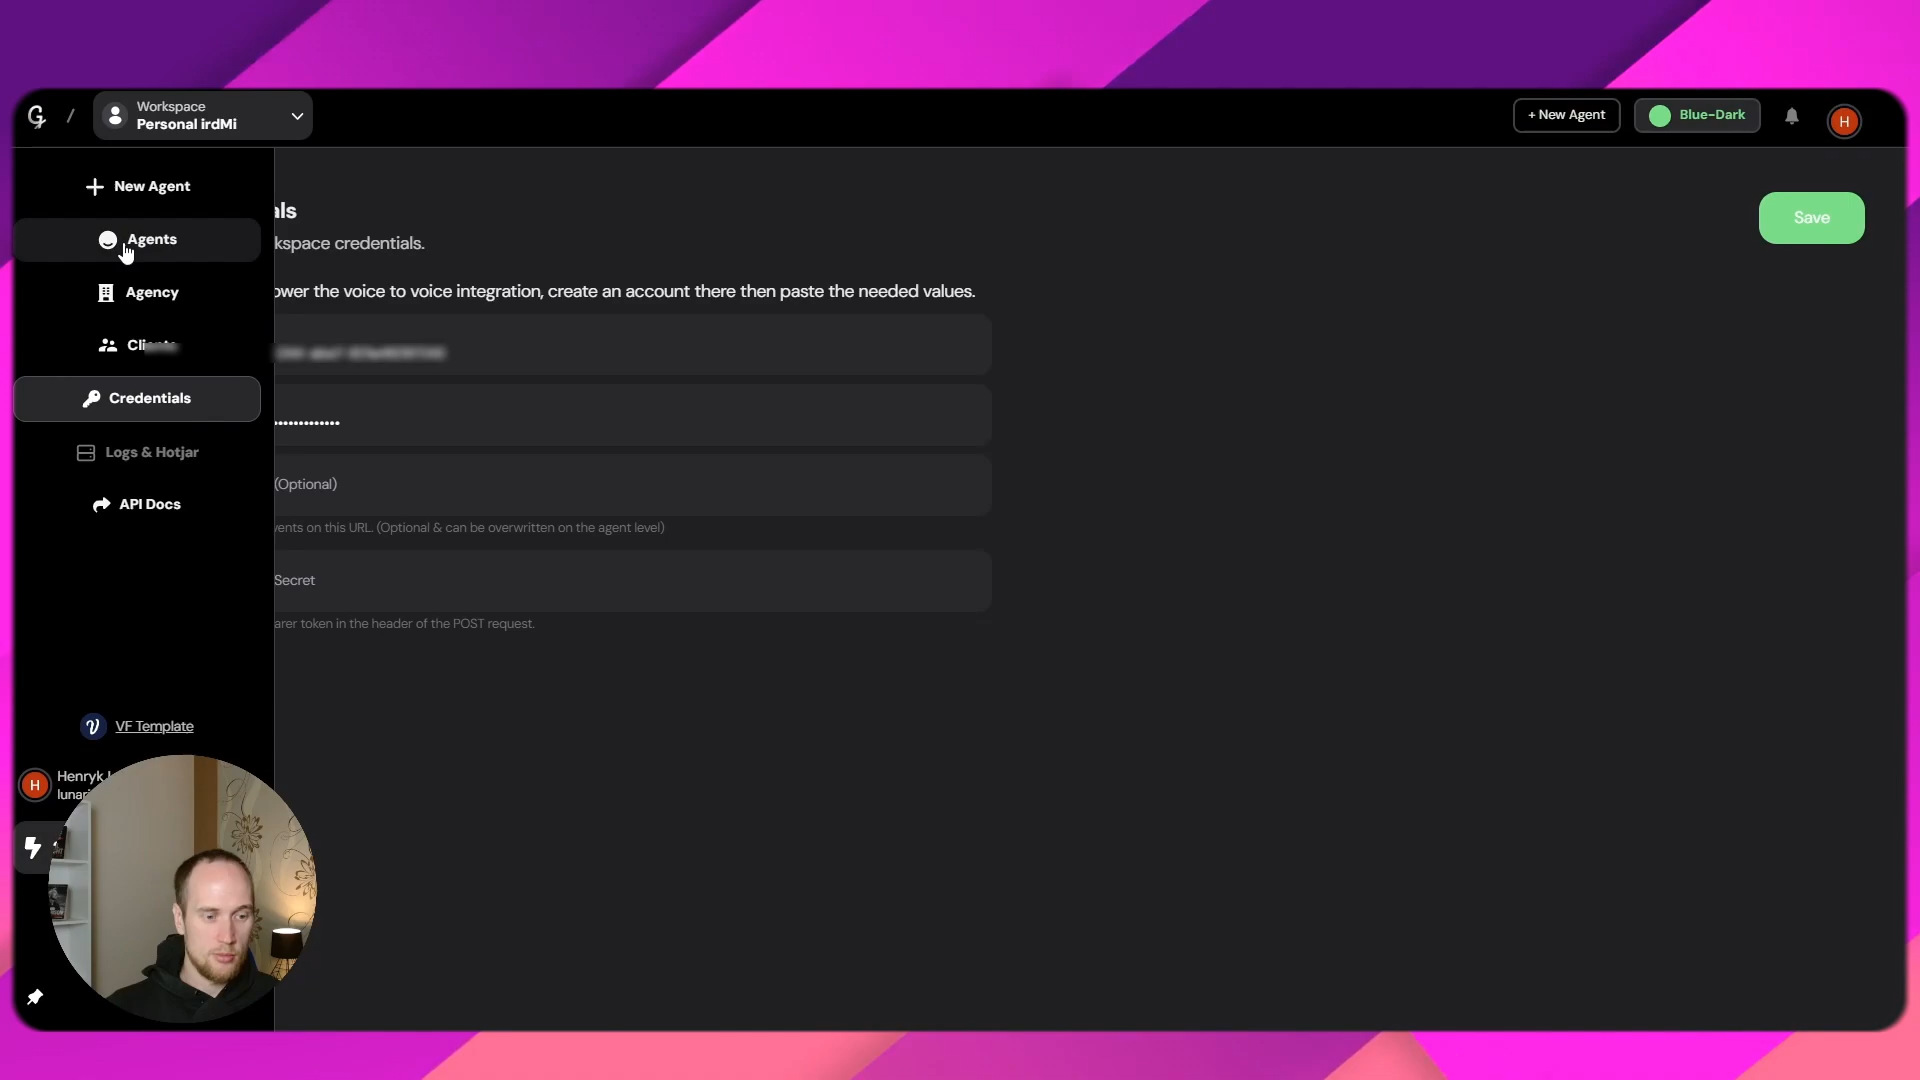 /
Workspace
Personal irdMi
+ New Agent
Blue-Dark
H
New Agent
Agents
Agency
Credentials
Logs & Hotjar
API Docs
als
kspace credentials.
Save
ower the voice to voice integration, create an account there then paste the needed values.
(Optional)
vents on this URL. (Optional & can be overwritten on the agent level)
Secret
arer token in the header of the POST request.
VF Template
H
Henryk
lunar